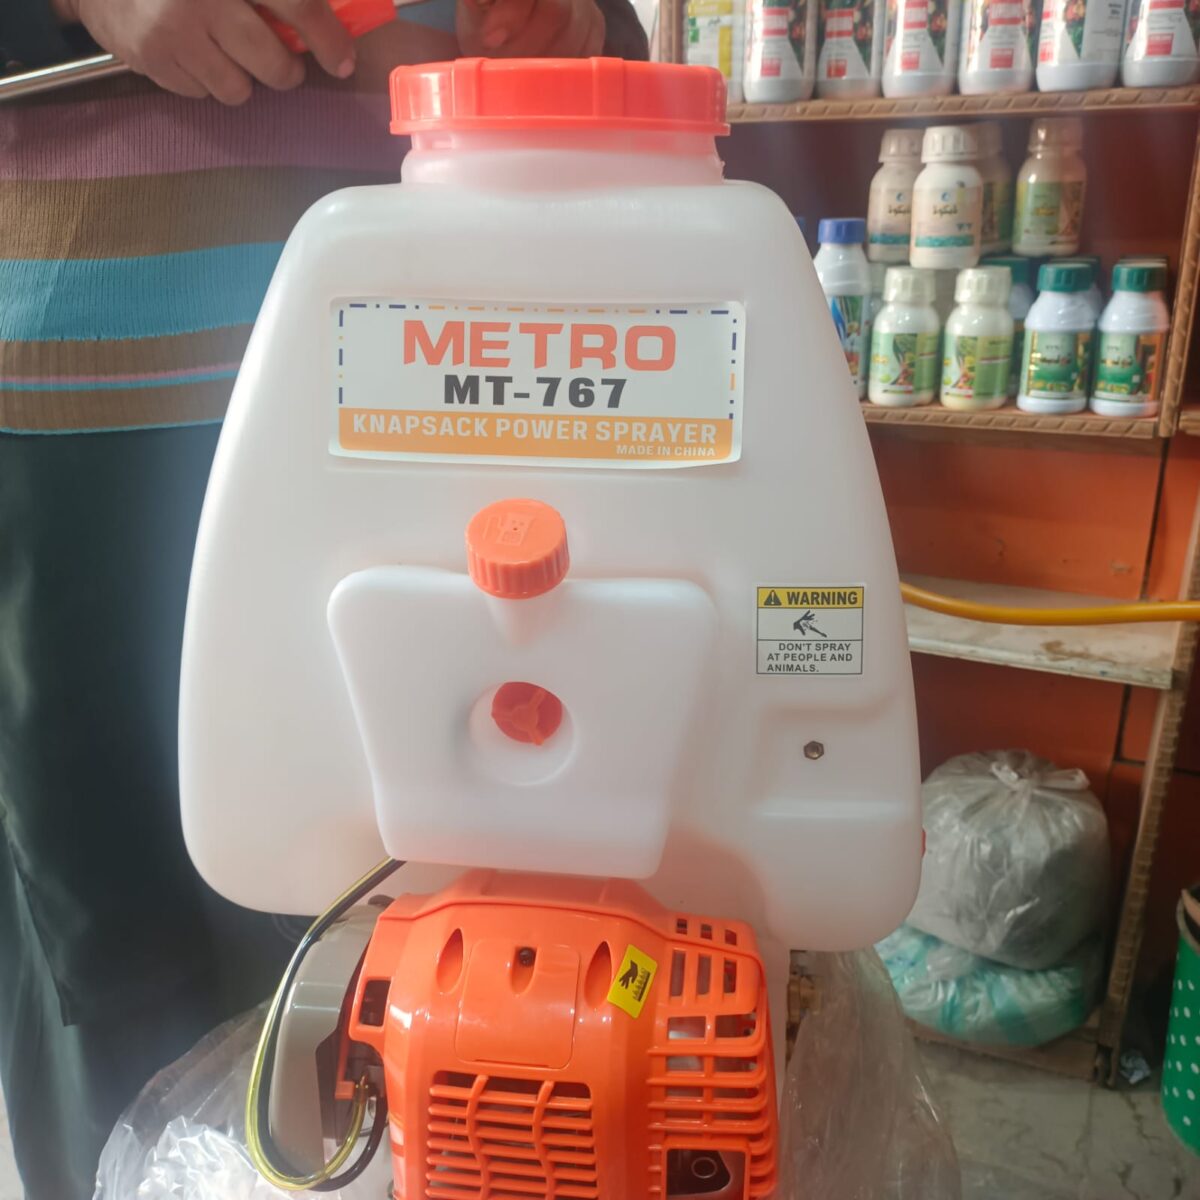 METRO
MT-767
KNAPSACK POWER SPRAYER
MADE IN CHINA
WARNING
DON'T SPRAY
AT PEOPLE AND
ANIMALS.